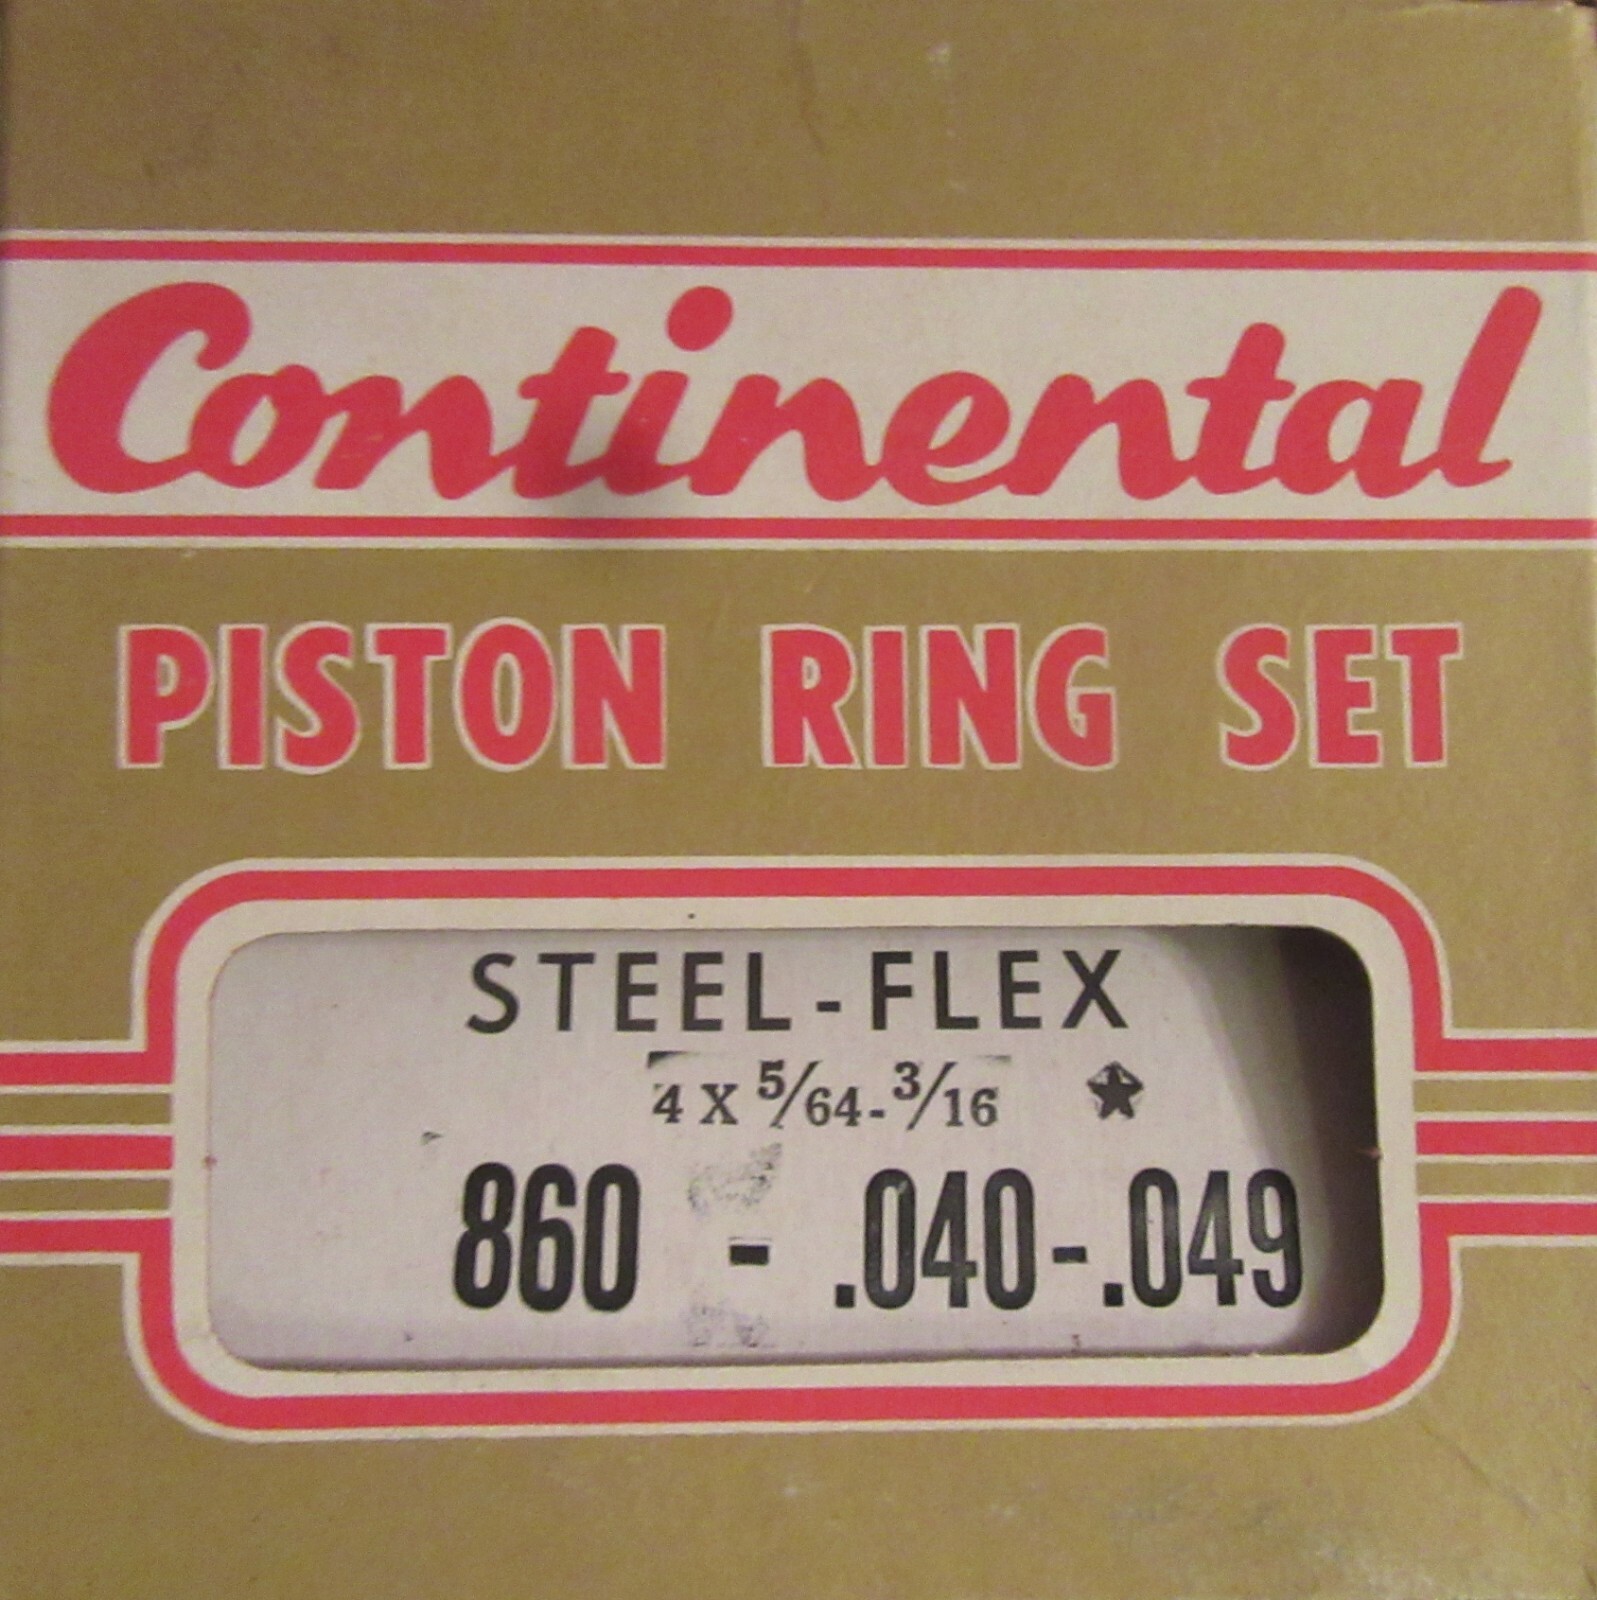 Continental
PISTON RING SET
STEEL-FLEX
4 X 5/64-3/16 ★
860 - .040-.049